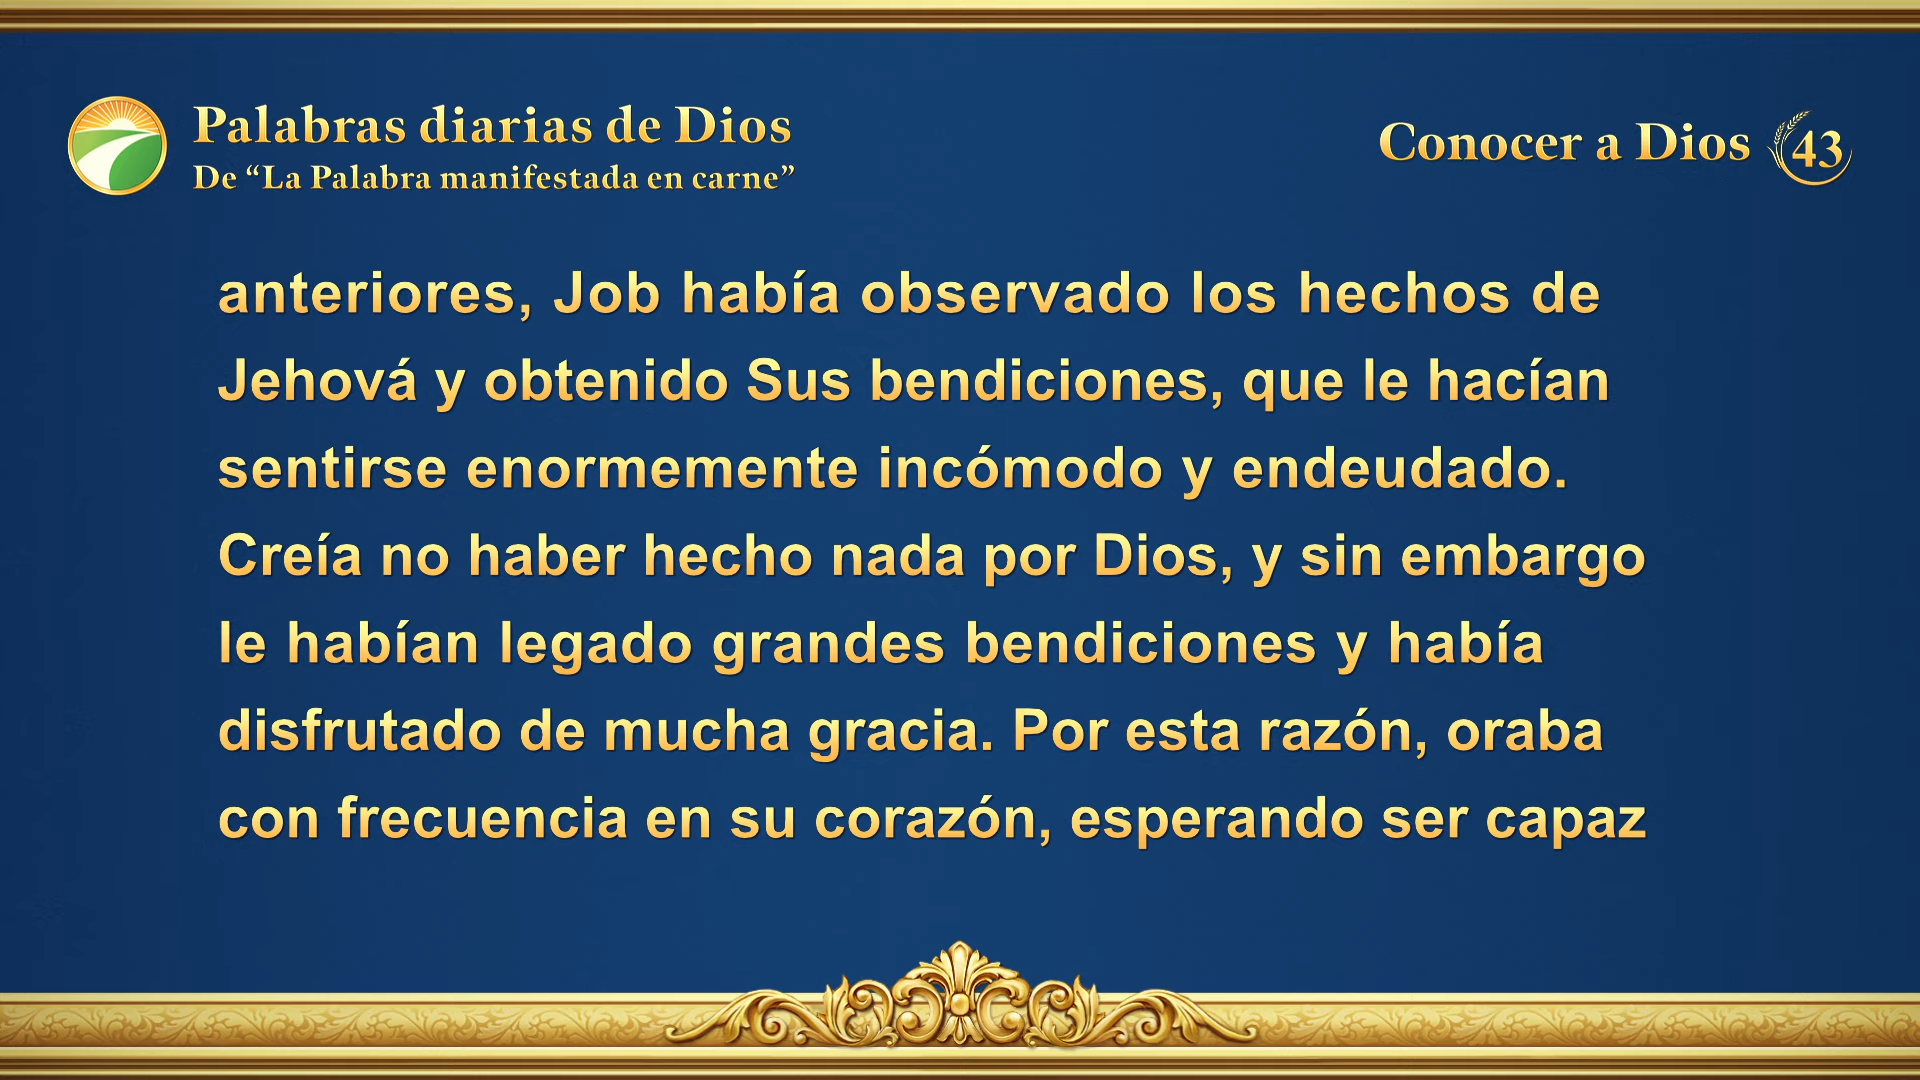 Palabras diarias de Dios
De “La Palabra manifestada en carne”
Conocer a Dios 43
anteriores, Job había observado los hechos de
Jehová y obtenido Sus bendiciones, que le hacían
sentirse enormemente incómodo y endeudado.
Creía no haber hecho nada por Dios, y sin embargo
le habían legado grandes bendiciones y había
disfrutado de mucha gracia. Por esta razón, oraba
con frecuencia en su corazón, esperando ser capaz